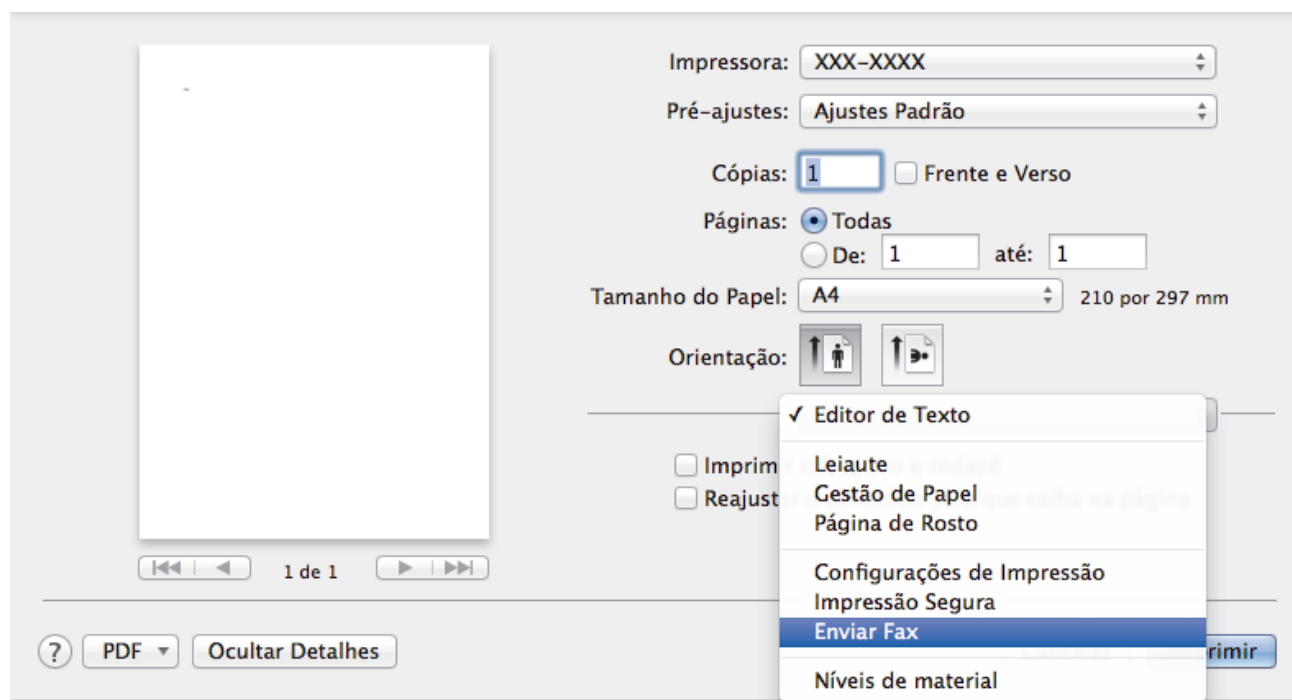 Impressora: XXX-XXXX
Pré-ajustes: Ajustes Padrão
Cópias: 1 Frente e Verso
Páginas: Todas
De: 1 até: 1
Tamanho do Papel: A4 210 por 297 mm
Orientação:
✓ Editor de Texto
Imprim
Leiaute
Reajust
Gestão de Papel
Página de Rosto
1 de 1
Configurações de Impressão
Impressão Segura
Enviar Fax
? PDF Ocultar Detalhes rimir
Níveis de material